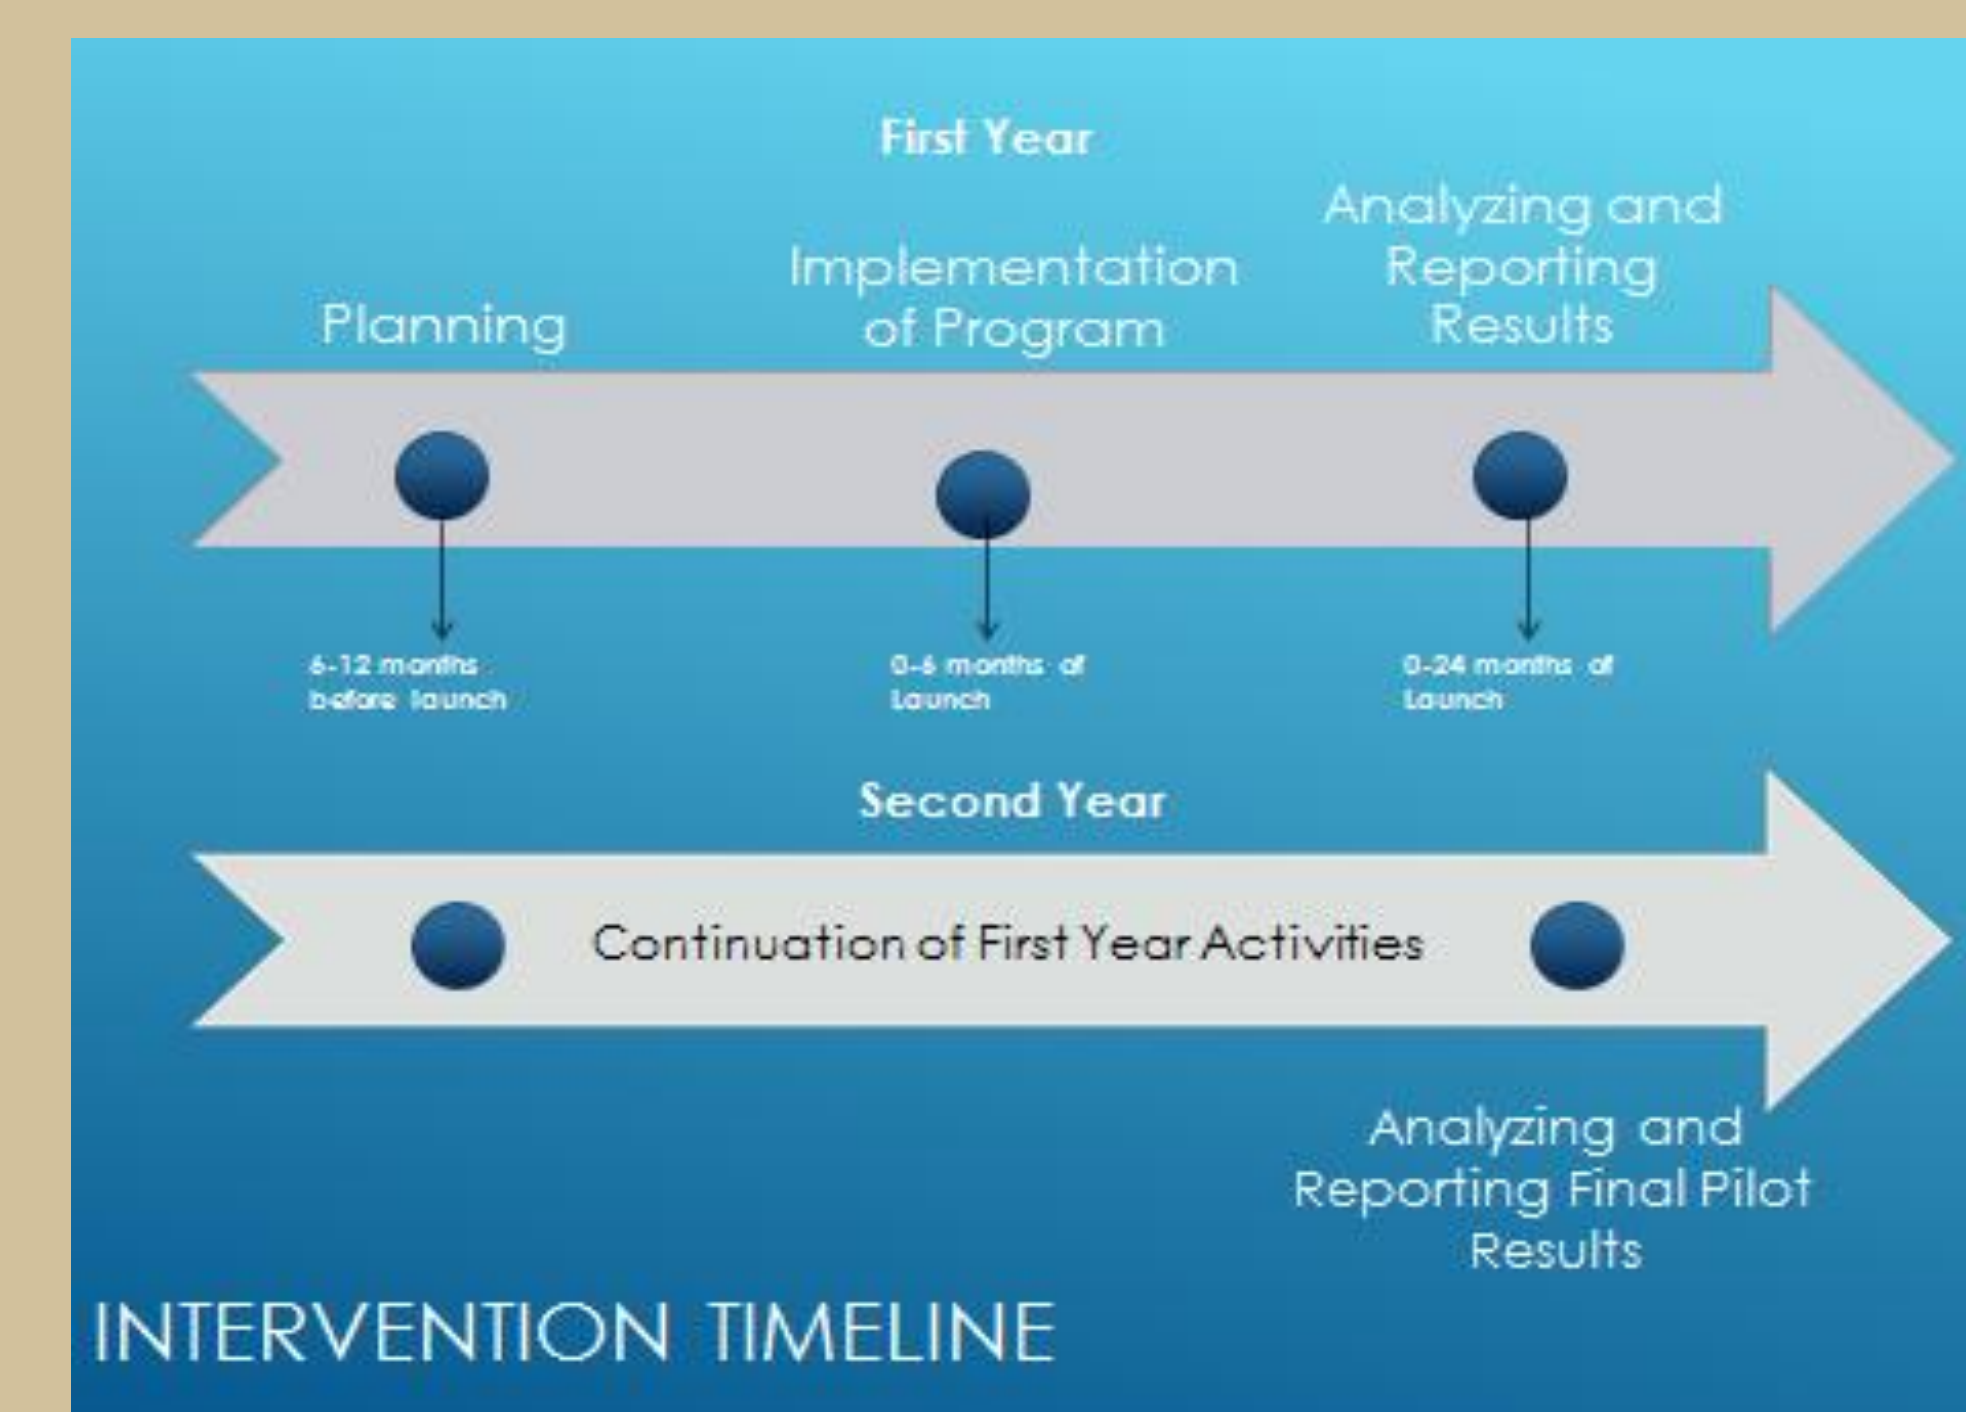 First Year
Planning
Implementation
of Program
Analyzing and
Reporting
Results
6-12 months
before launch
0-6 months of
Launch
0-24 months of
Launch
Second Year
Continuation of First Year Activities
Analyzing and
Reporting Final Pilot
Results
INTERVENTION TIMELINE